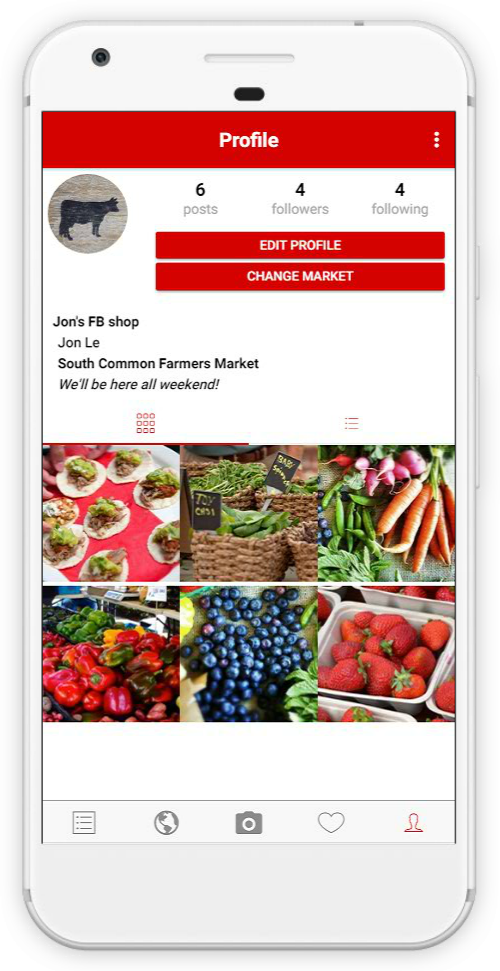 Profile
6
4
4
posts
followers
following
EDIT PROFILE
CHANGE MARKET
Jon's FB shop
Jon Le
South Common Farmers Market
We'll be here all weekend!
CHOI